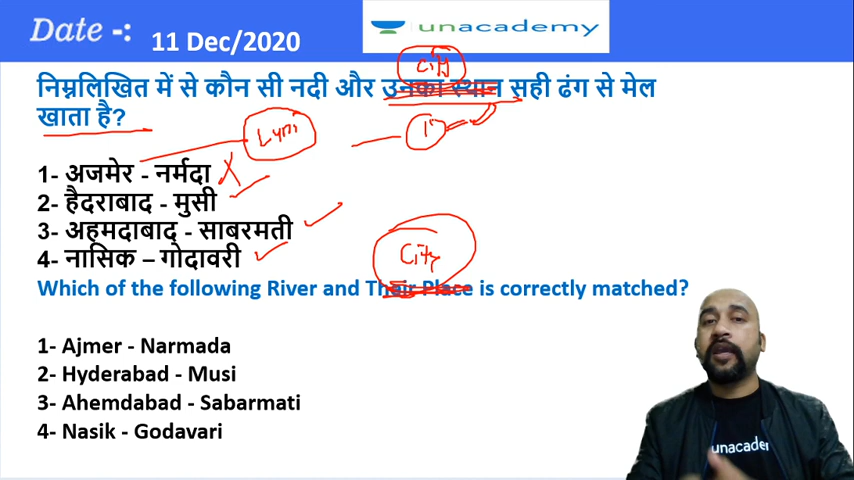 Date -: 11 Dec/2020
unacademy
City
निम्नलिखित में से कौन सी नदी और उनका स्थान सही ढंग से मेल
खाता है?
Lyni
1- अजमेर - नर्मदा
2- हैदराबाद - मुसी
3- अहमदाबाद - साबरमती
4- नासिक – गोदावरी
City
Which of the following River and Their Place is correctly matched?
1- Ajmer - Narmada
2- Hyderabad - Musi
3- Ahemdabad - Sabarmati
4- Nasik - Godavari
unacadem